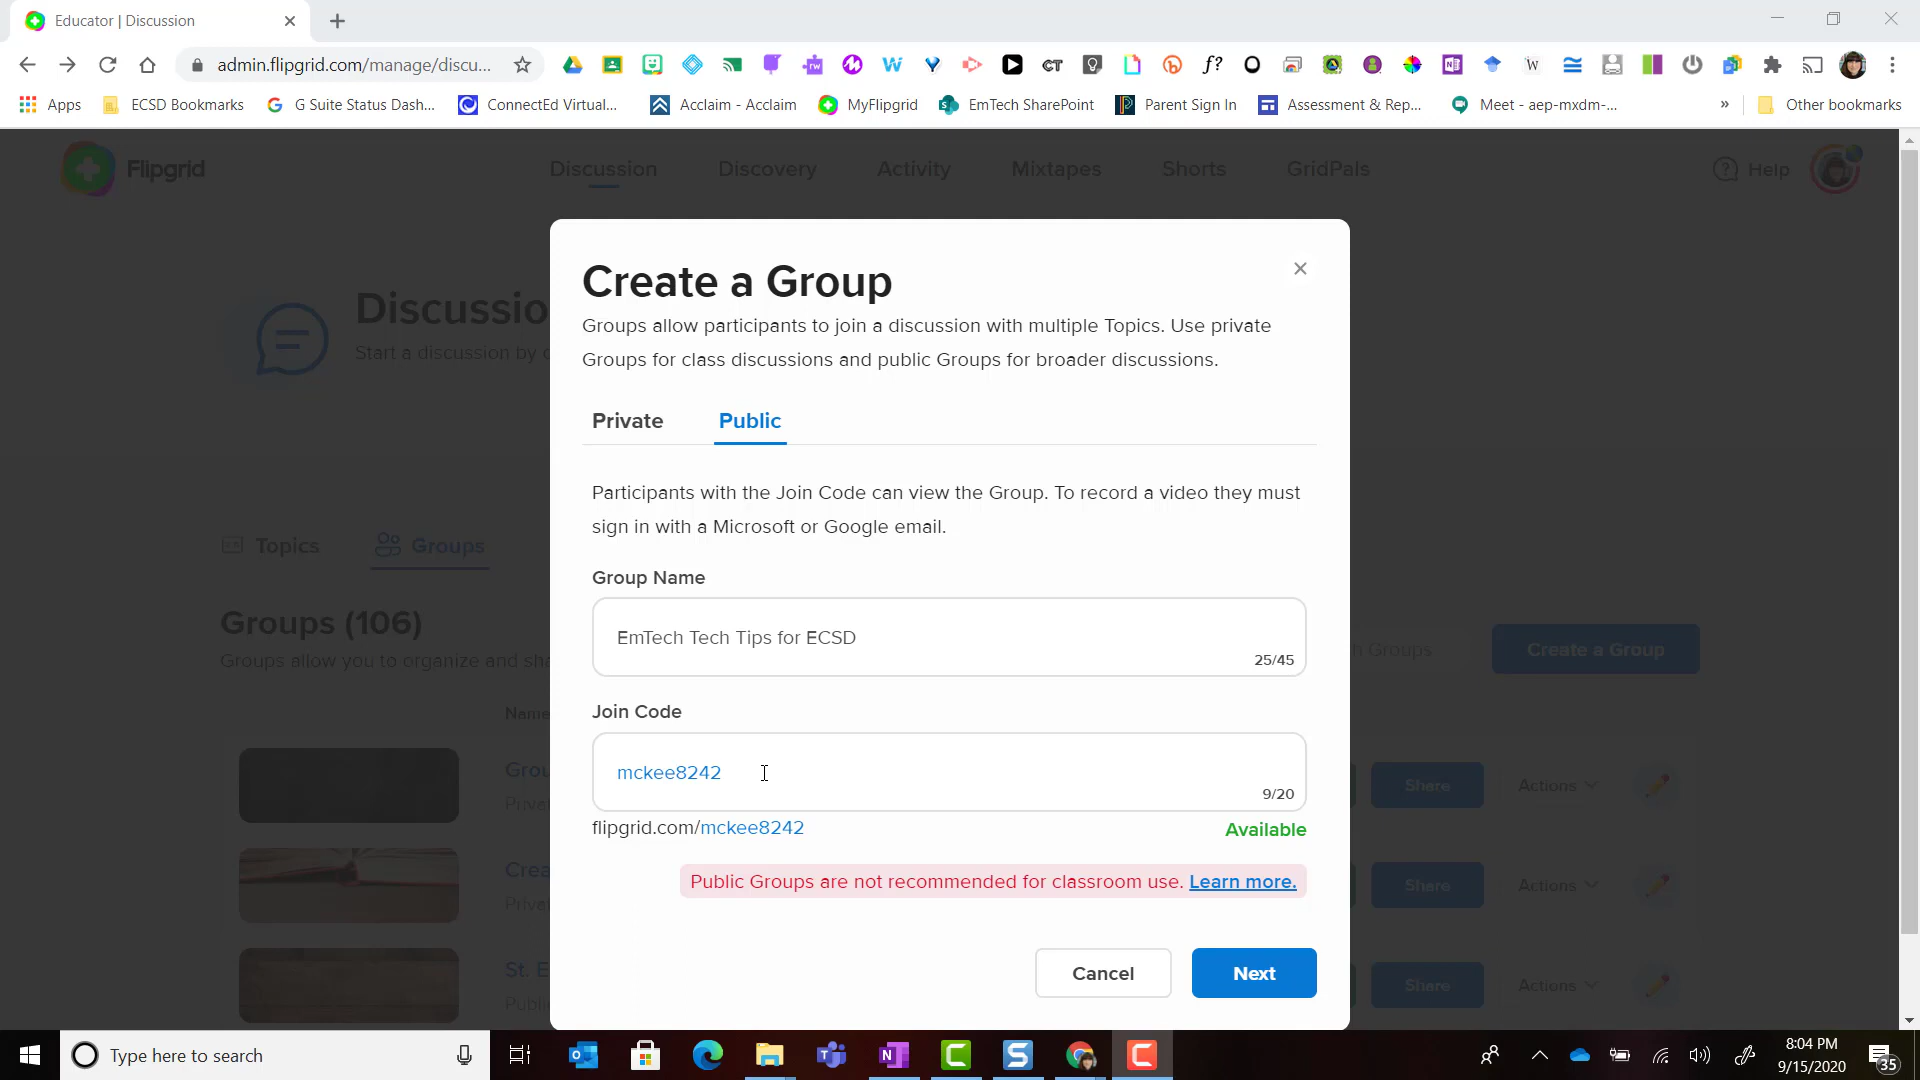 Educator | Discussion
admin.flipgrid.com/manage/discu...
Apps
ECSD Bookmarks
G Suite Status Dash...
ConnectEd Virtual...
Acclaim - Acclaim
MyFlipgrid
EmTech SharePoint
Parent Sign In
Assessment & Rep...
Meet - aep-mxdm-...
»
Other bookmarks
Flipgrid
Discussion
Discovery
Activity
Mixtapes
Shorts
GridPals
Help
Discussio
Start a discussion by
Topics
Groups
Groups (106)
Groups allow you to organize and
Groups
Create a Group
Name
Share
Actions
Share
Actions
St. E
Share
Actions
Create a Group
Groups allow participants to join a discussion with multiple Topics. Use private
Groups for class discussions and public Groups for broader discussions.
Private
Public
Participants with the Join Code can view the Group. To record a video they must
sign in with a Microsoft or Google email.
Group Name
EmTech Tech Tips for ECSD
25/45
Join Code
mckee8242
9/20
flipgrid.com/mckee8242
Available
Public Groups are not recommended for classroom use. Learn more.
Cancel
Next
Type here to search
8:04 PM
9/15/2020
35